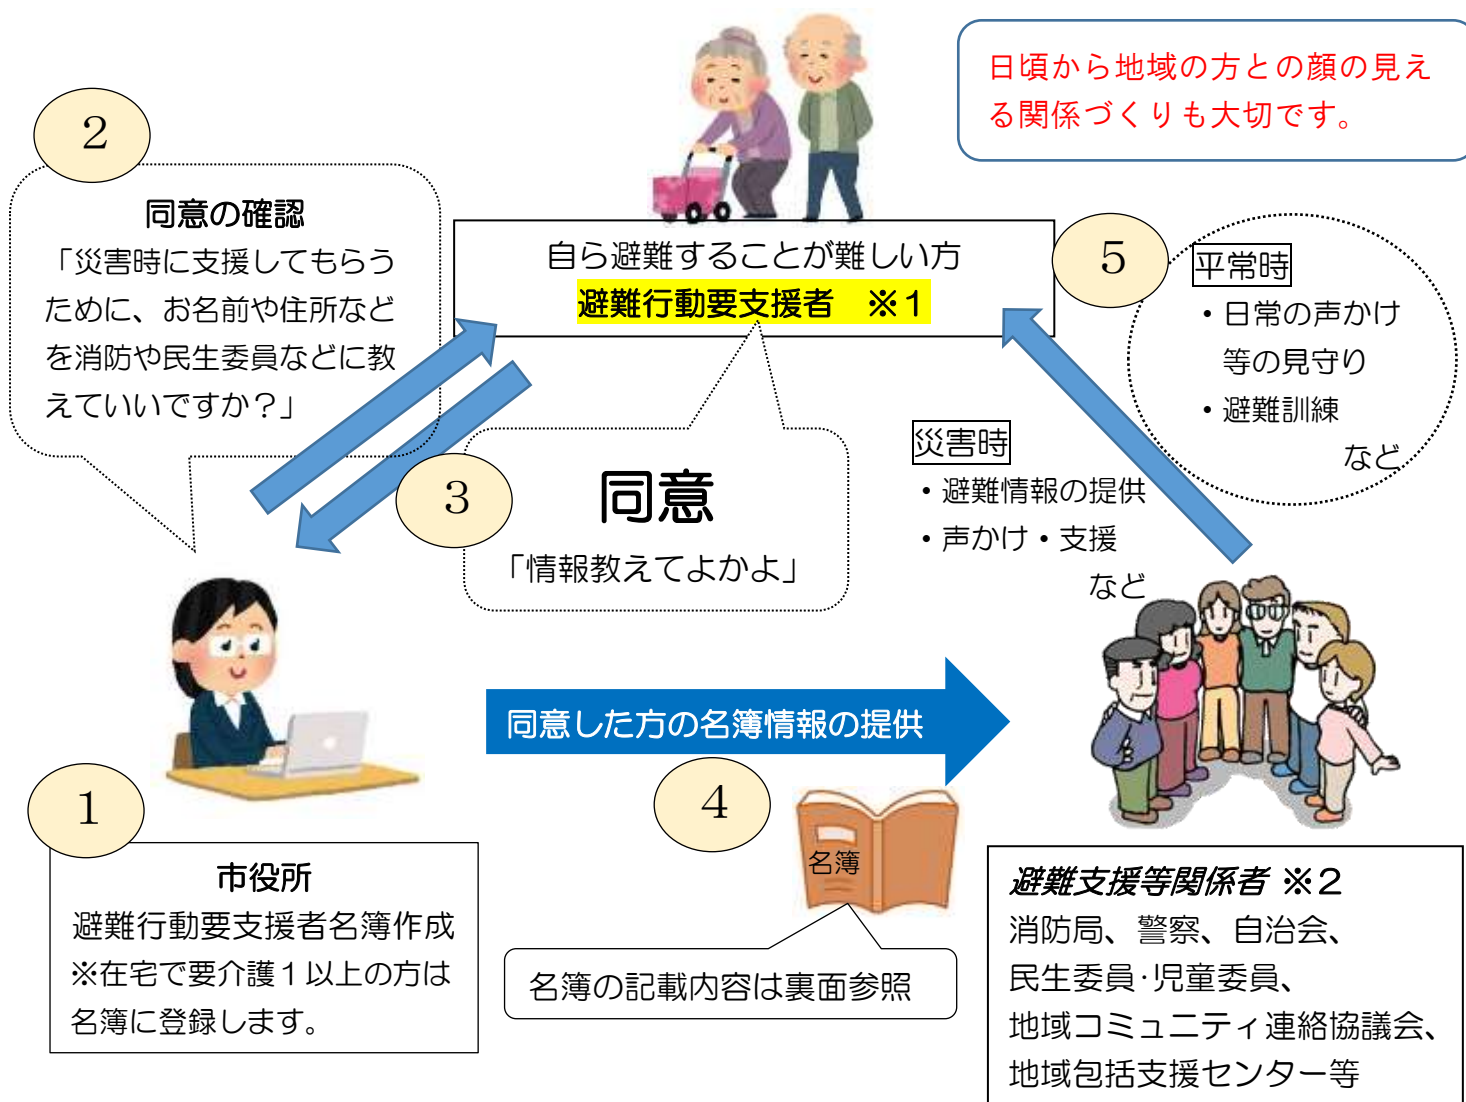 日頃から地域の方との顔の見え
る関係づくりも大切です。
2
同意の確認
「災害時に支援してもらう
ために、お名前や住所など
を消防や民生委員などに教
えていいですか？」
自ら避難することが難しい方
避難行動要支援者　※１
5
平常時
・日常の声かけ
等の見守り
・避難訓練
など
3
同意
「情報教えてよかよ」
災害時
・避難情報の提供
・声かけ・支援
など
同意した方の名簿情報の提供
1
市役所
避難行動要支援者名簿作成
※在宅で要介護１以上の方は
名簿に登録します。
4
名簿
名簿の記載内容は裏面参照
避難支援等関係者 ※２
消防局、警察、自治会、
民生委員・児童委員、
地域コミュニティ連絡協議会、
地域包括支援センター等